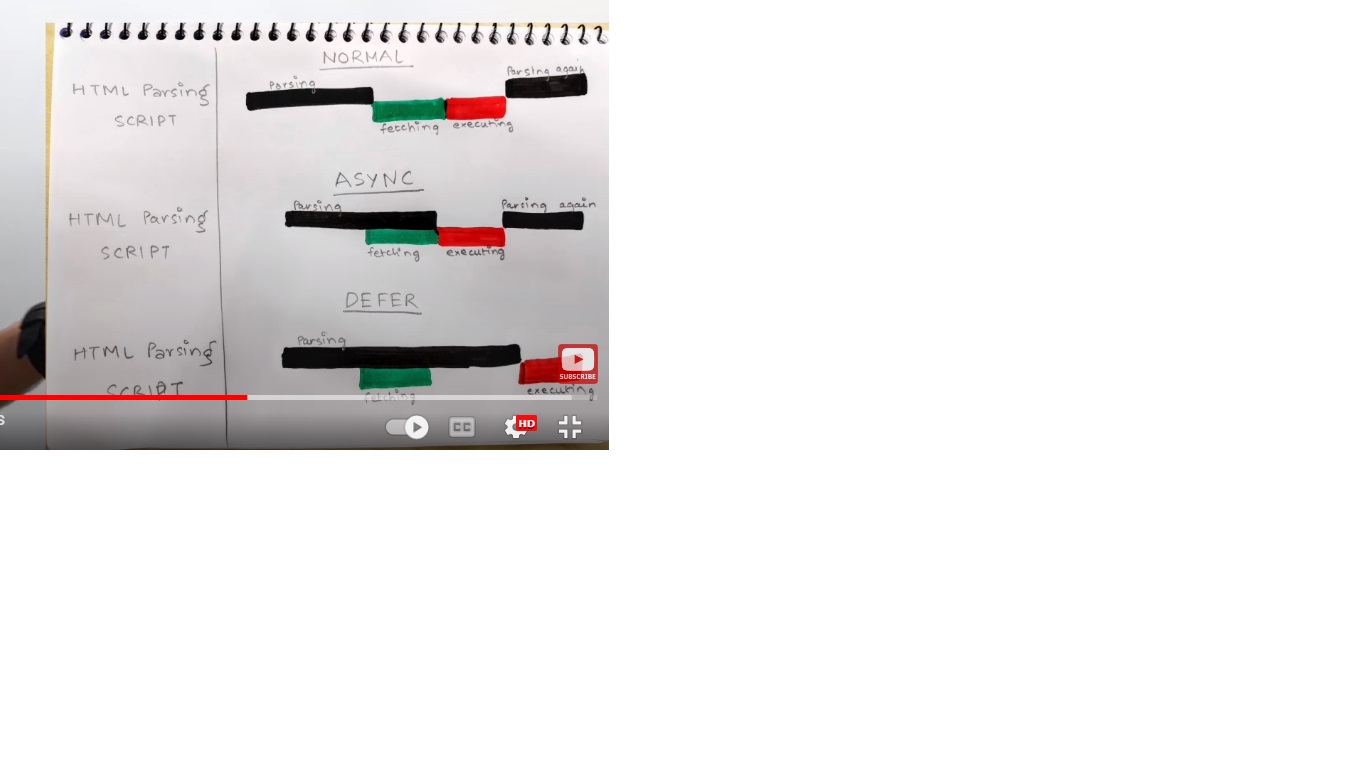 NORMAL
Parsing
Parsing again
HTML Parsing
SCRIPT
fetching executing
ASYNC
Parsing
Parsing again
HTML Parsing
SCRIPT
fetching executing
DEFER
Parsing
HTML Parsing
SCRIPT
fetching
executing
SUBSCRIBE
S
CC
HD